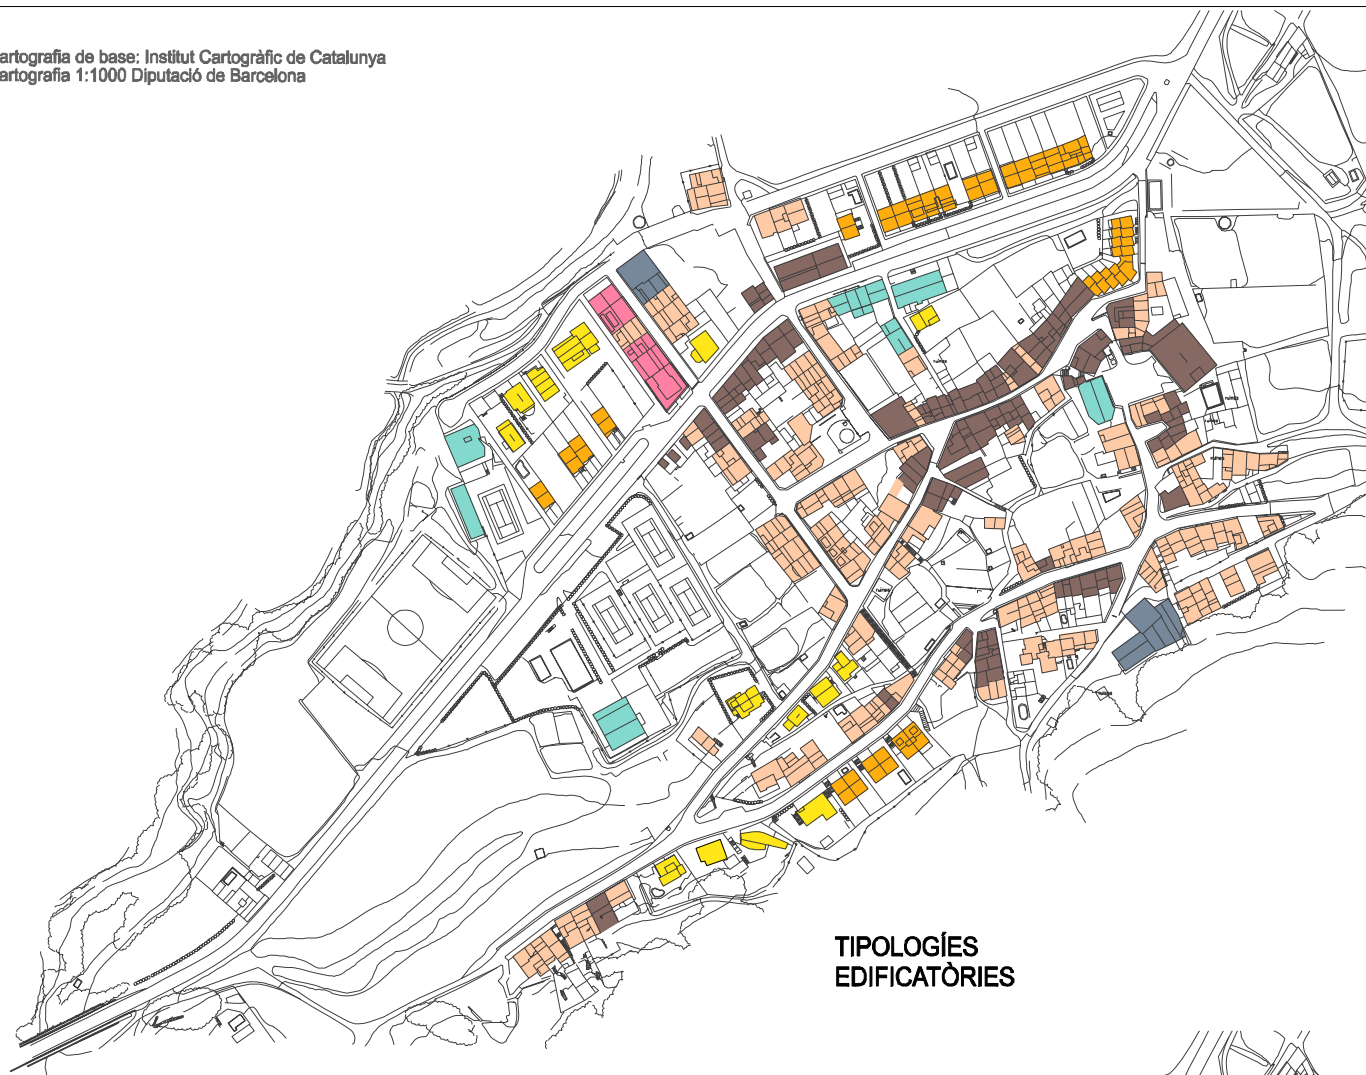 artografia de base: Institut Cartogràfic de Catalunya
artografia 1:1000 Diputació de Barcelona
TIPOLOGÍES
EDIFICATÒRIES